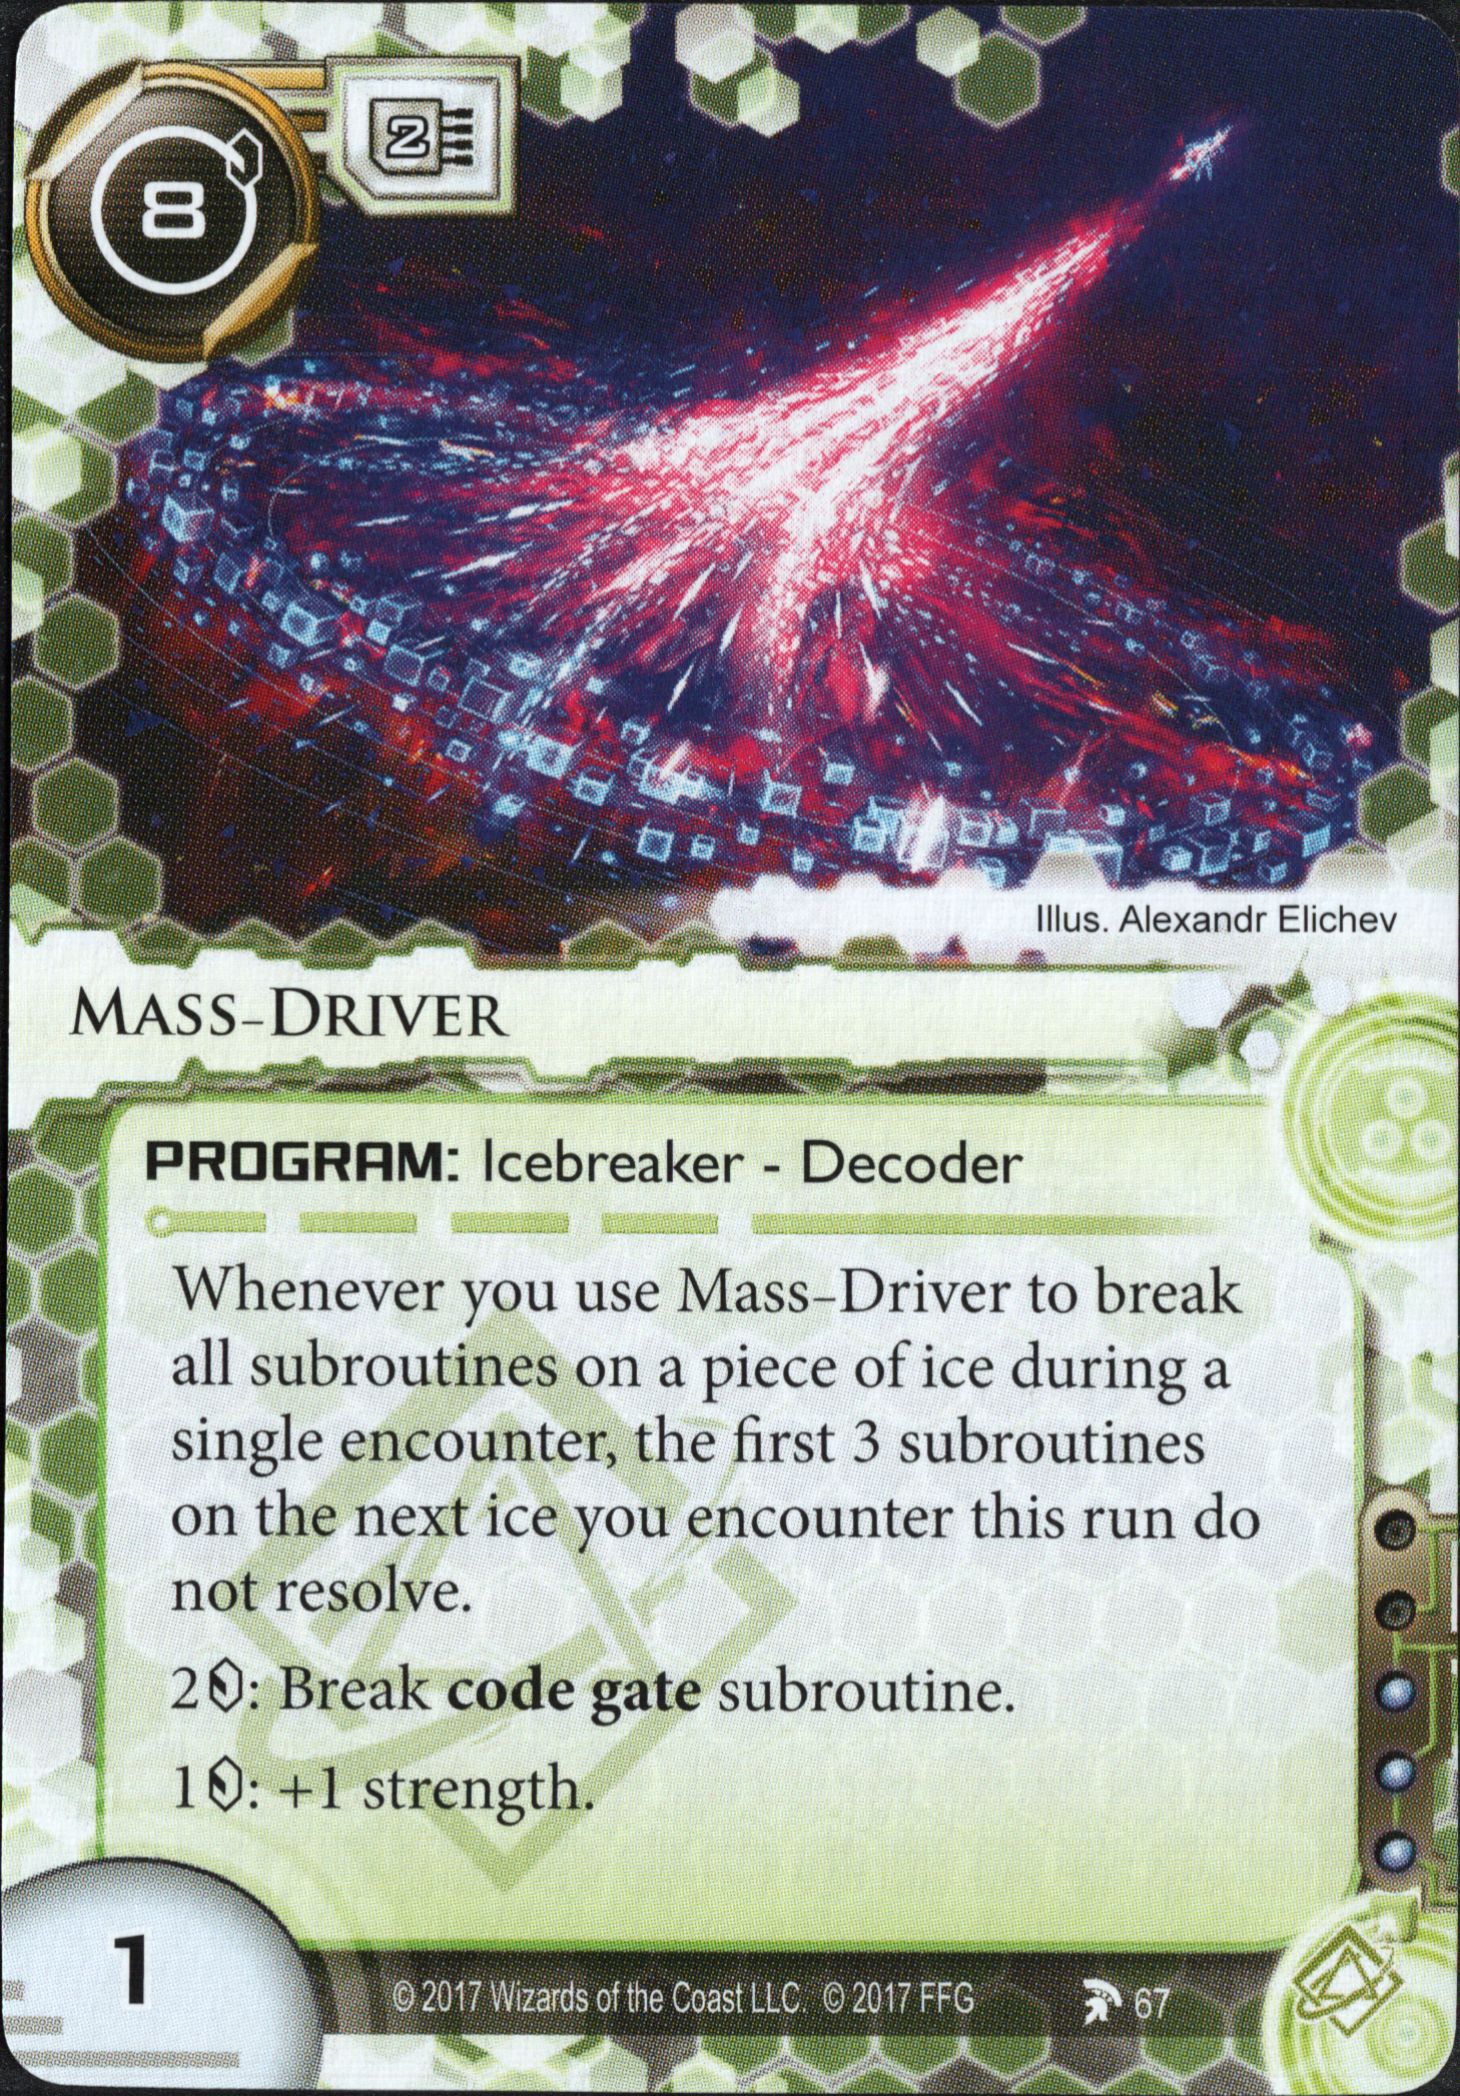 8
2
Illus. Alexandr Elichev
Mass-Driver
PROGRAM: Icebreaker - Decoder
Whenever you use Mass-Driver to break
all subroutines on a piece of ice during a
single encounter, the first 3 subroutines
on the next ice you encounter this run do
not resolve.
2: Break code gate subroutine.
1: +1 strength.
1
© 2017 Wizards of the Coast LLC. © 2017 FFG
67